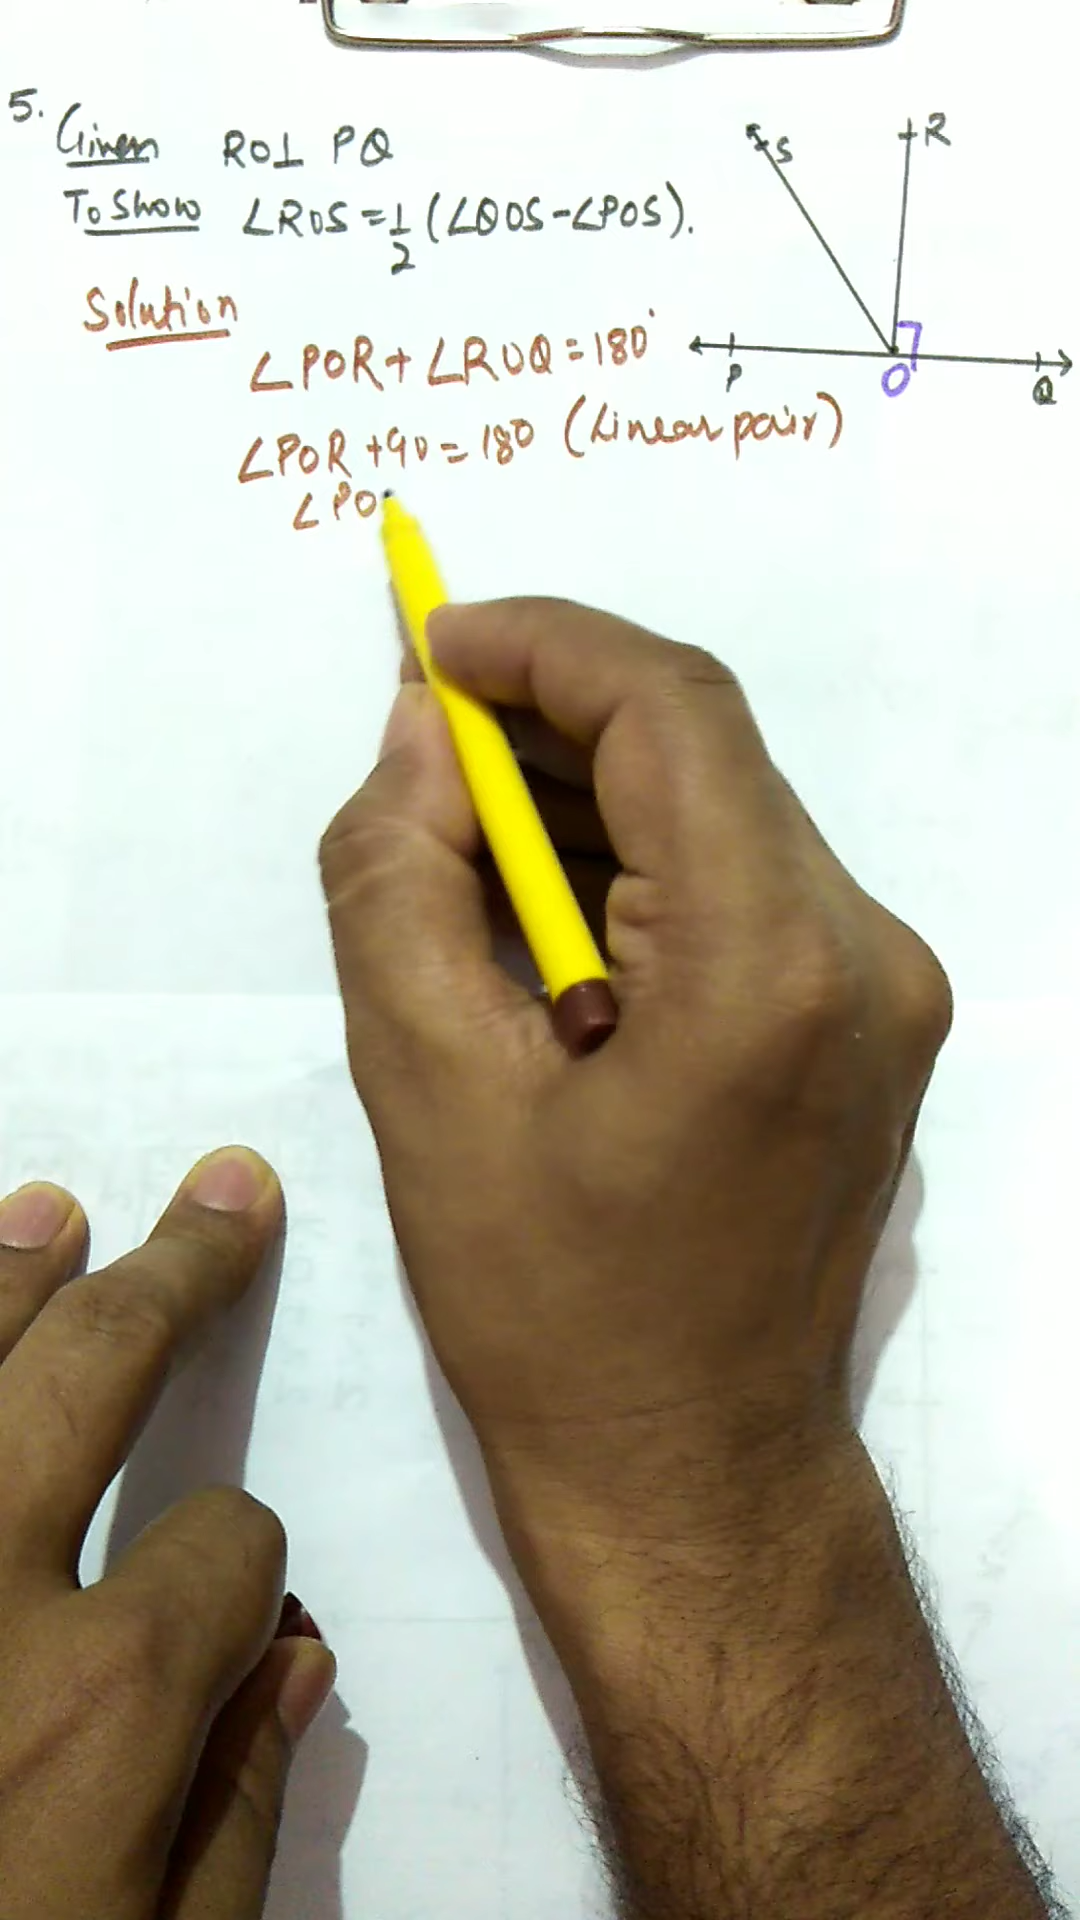 5.
Given RO⊥ PQ
To Show ∠ROS = 1/2 (∠QOS - ∠POS).
Solution
∠POR + ∠ROQ = 180°
∠POR + 90 = 180 (Linear pair)
∠PO
S
R
P
O
Q